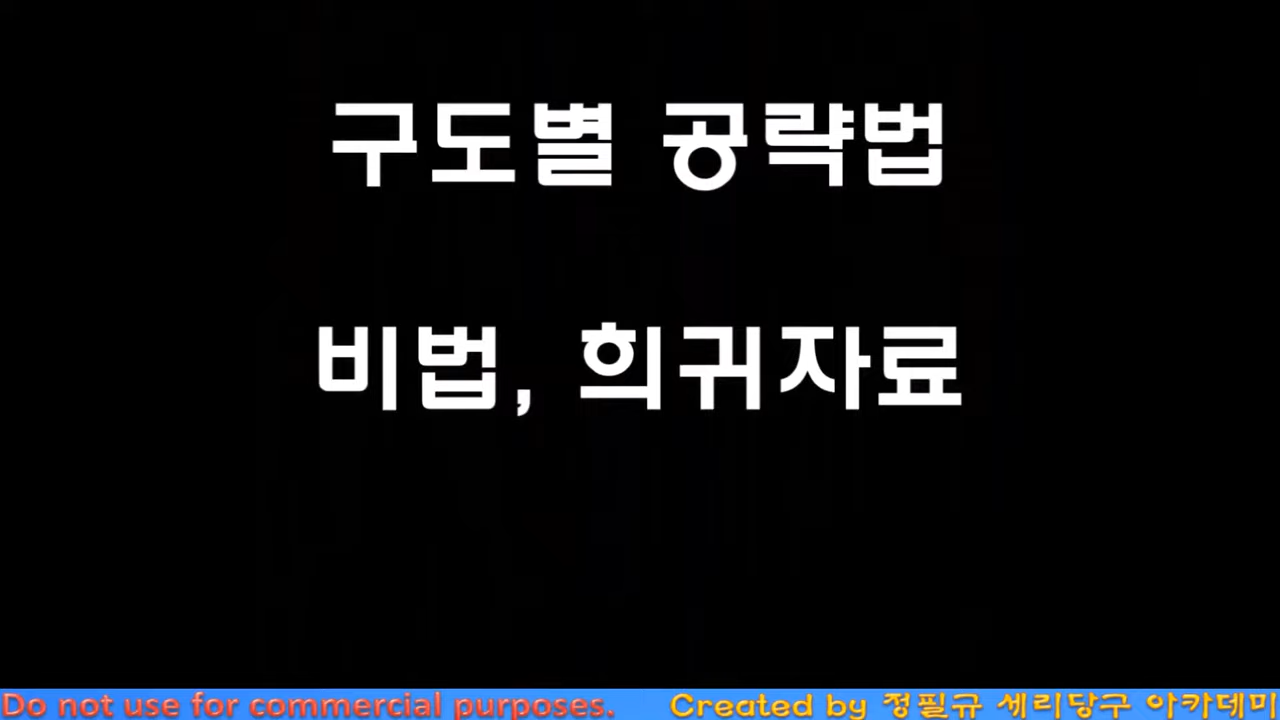 구도별 공략법
비법, 희귀자료
Do not use for commercial purposes. Created by 정필규 세리당구 아카데미